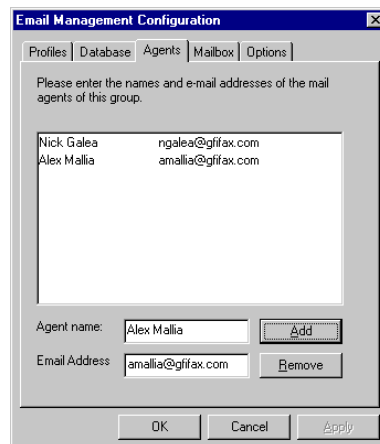 Email Management Configuration
Profiles Database Agents Mailbox Options
Please enter the names and e-mail addresses of the mail
agents of this group.
Nick Galea ngalea@gfifax.com
Alex Mallia amallia@gfifax.com
Agent name: Alex Mallia Add
Email Address amallia@gfifax.com Remove
OK Cancel Apply